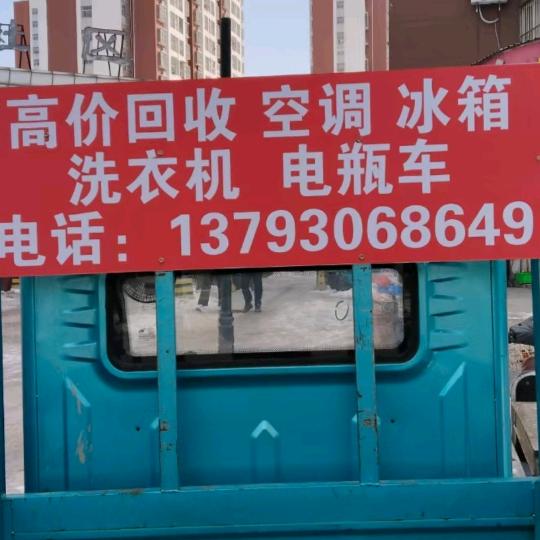 高价回收 空调 冰箱
洗衣机 电瓶车
电话：13793068649